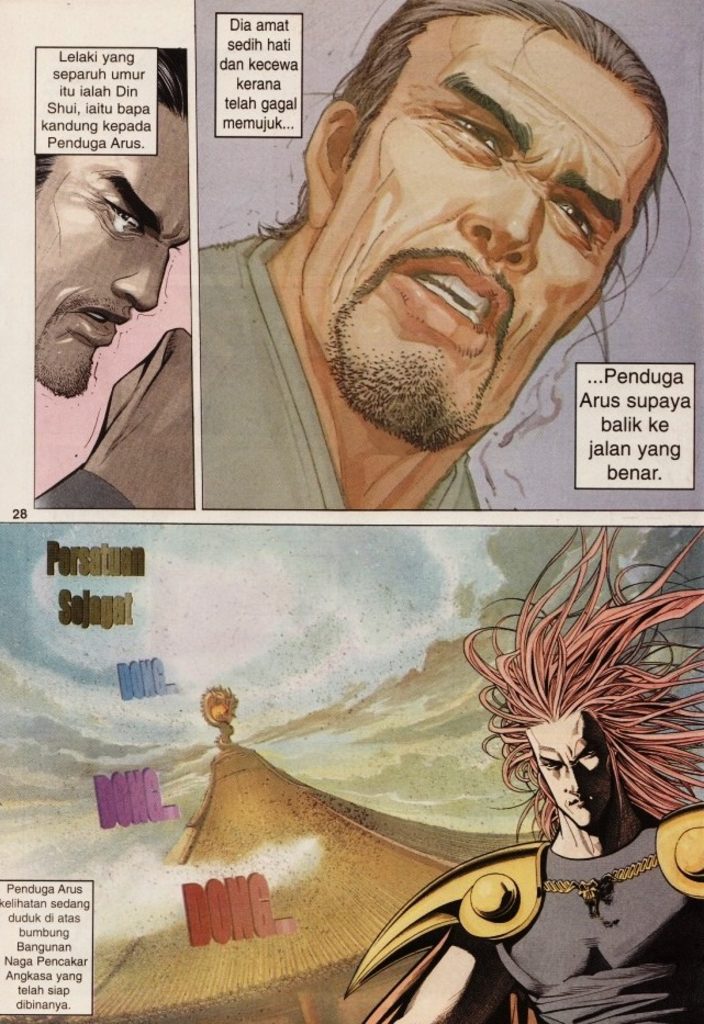 Lelaki yang
separuh umur
itu ialah Din
Shui, iaitu bapa
kandung kepada
Penduga Arus.
Dia amat
sedih hati
dan kecewa
kerana
telah gagal
memujuk...
...Penduga
Arus supaya
balik ke
jalan yang
benar.
28
Persatuan
Sejagat
DONG...
DONG...
DONG...
Penduga Arus
kelihatan sedang
duduk di atas
bumbung
Bangunan
Naga Pencakar
Angkasa yang
telah siap
dibinanya.